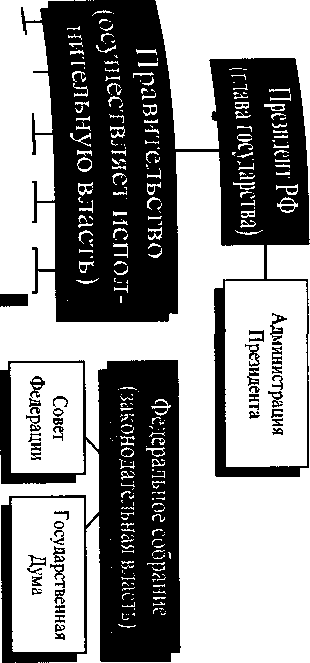 Президент РФ
(глава государства)
Администрация
Президента
Правительство
(осуществляет испол-
нительную власть)
Федеральное собрание
(законодательная власть)
Совет
Федерации
Государственная
Дума